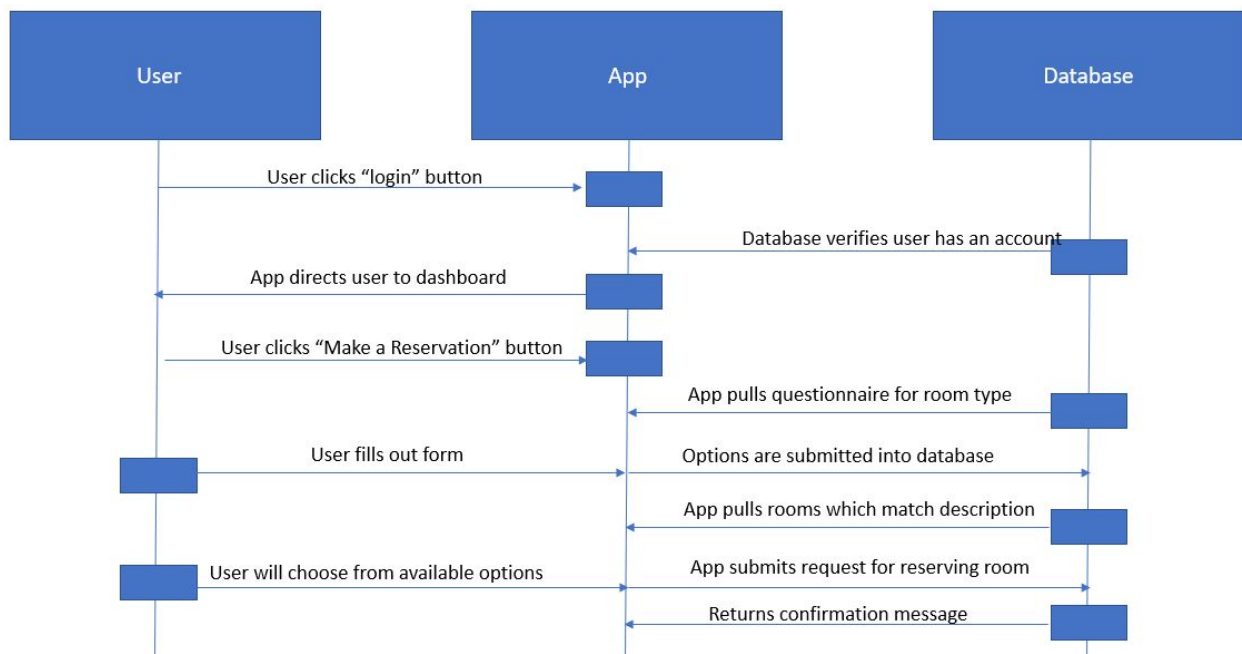 User
App
Database
User clicks “login” button
Database verifies user has an account
App directs user to dashboard
User clicks “Make a Reservation” button
App pulls questionnaire for room type
User fills out form
Options are submitted into database
App pulls rooms which match description
User will choose from available options
App submits request for reserving room
Returns confirmation message